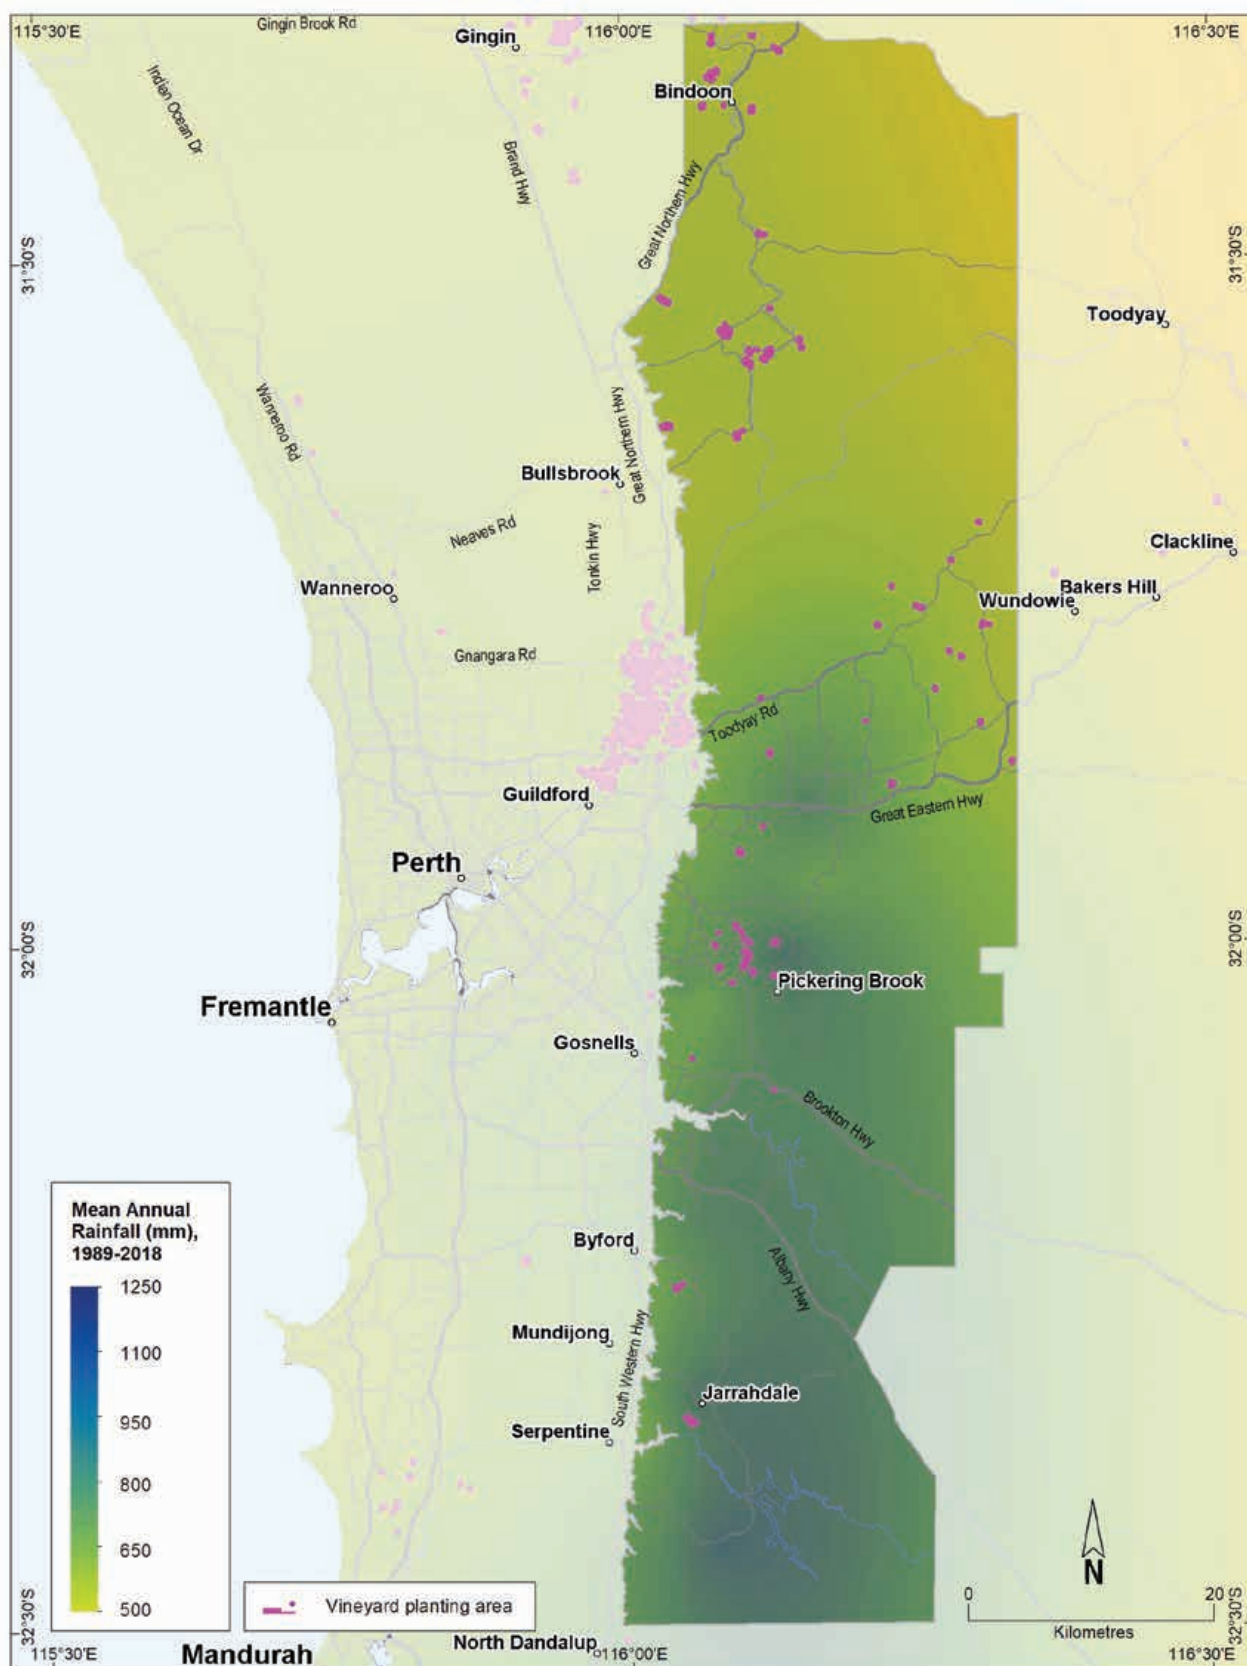 115°30'E
Gingin Brook Rd
Gingin
116°00'E
116°30'E
Indian Ocean Dr
Bindoon
Brand Hwy
Great Northern Hwy
31°30'S
31°30'S
Toodyay
Wanneroo Rd
Great Northern Hwy
Bullsbrook
Neaves Rd
Tonkin Hwy
Clackline
Wanneroo
Bakers Hill
Wundowie
Gnangara Rd
Toodyay Rd
Guildford
Great Eastern Hwy
Perth
32°00'S
32°00'S
Pickering Brook
Fremantle
Gosnells
Brookton Hwy
Mean Annual
Rainfall (mm),
1989-2018
1250
1100
950
800
650
500
Byford
Albany Hwy
Mundijong
South Western Hwy
Jarrahdale
Serpentine
N
0
20
Kilometres
Vineyard planting area
32°30'S
32°30'S
North Dandalup
Mandurah
115°30'E
116°00'E
116°30'E